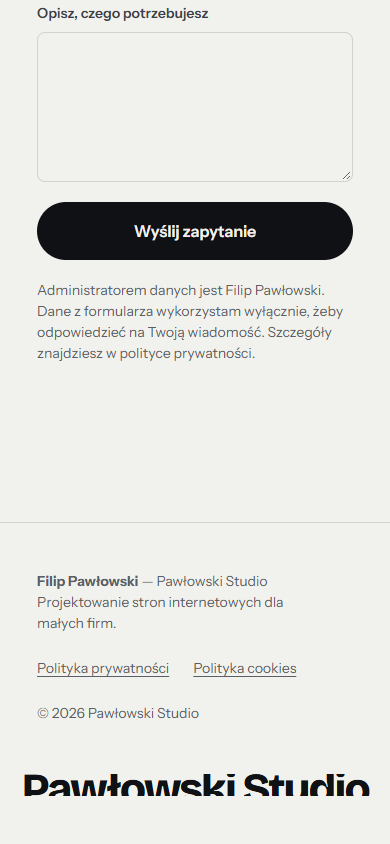 Opisz, czego potrzebujesz
Wyślij zapytanie
Administratorem danych jest Filip Pawłowski.
Dane z formularza wykorzystam wyłącznie, żeby
odpowiedzieć na Twoją wiadomość. Szczegóły
znajdziesz w polityce prywatności.
Filip Pawłowski — Pawłowski Studio
Projektowanie stron internetowych dla
małych firm.
Polityka prywatności Polityka cookies
© 2026 Pawłowski Studio
Pawłowski Studio